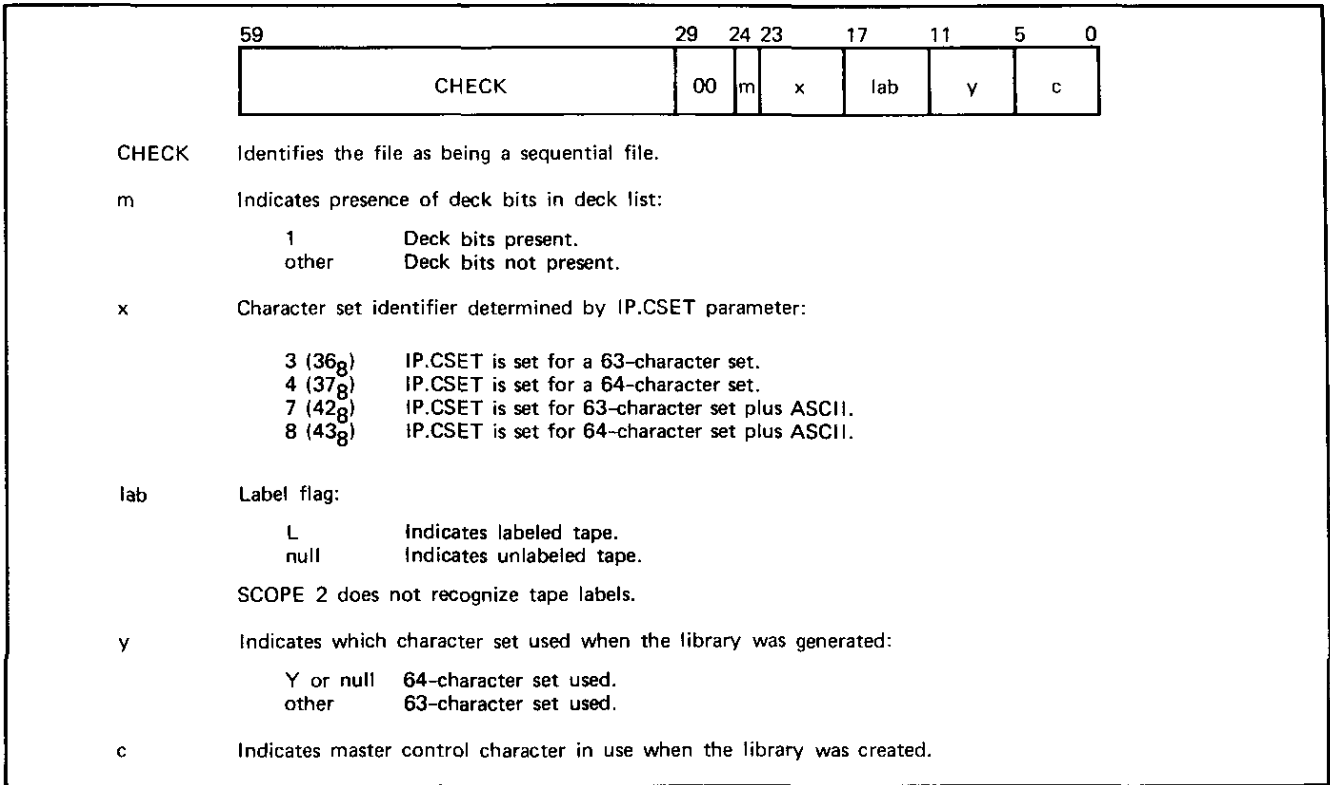 59 29 24 23 17 11 5 0
CHECK 00 m x lab y c
CHECK Identifies the file as being a sequential file.
m Indicates presence of deck bits in deck list:
1 Deck bits present.
other Deck bits not present.
x Character set identifier determined by IP.CSET parameter:
3 (36₈) IP.CSET is set for a 63-character set.
4 (37₈) IP.CSET is set for a 64-character set.
7 (42₈) IP.CSET is set for 63-character set plus ASCII.
8 (43₈) IP.CSET is set for 64-character set plus ASCII.
lab Label flag:
L Indicates labeled tape.
null Indicates unlabeled tape.
SCOPE 2 does not recognize tape labels.
y Indicates which character set used when the library was generated:
Y or null 64-character set used.
other 63-character set used.
c Indicates master control character in use when the library was created.